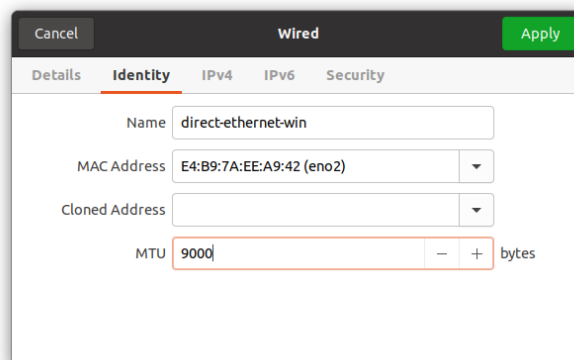 Cancel Wired Apply
Details Identity IPv4 IPv6 Security
Name direct-ethernet-win
MAC Address E4:B9:7A:EE:A9:42 (eno2)
Cloned Address
MTU 9000 − + bytes